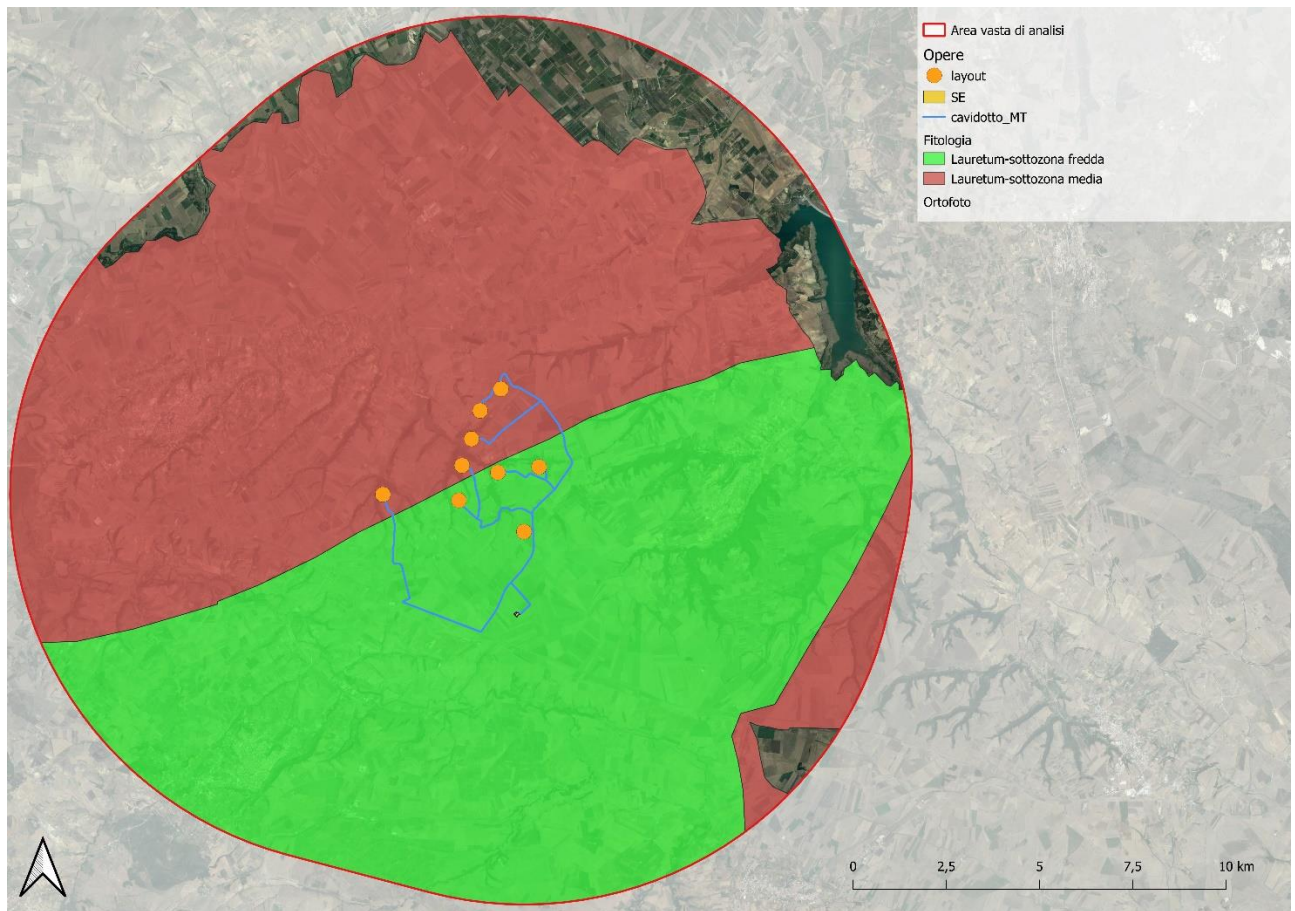 Area vasta di analisi
Opere
layout
SE
cavidotto_MT
Fitologia
Lauretum-sottozona fredda
Lauretum-sottozona media
Ortofoto
0 2,5 5 7,5 10 km